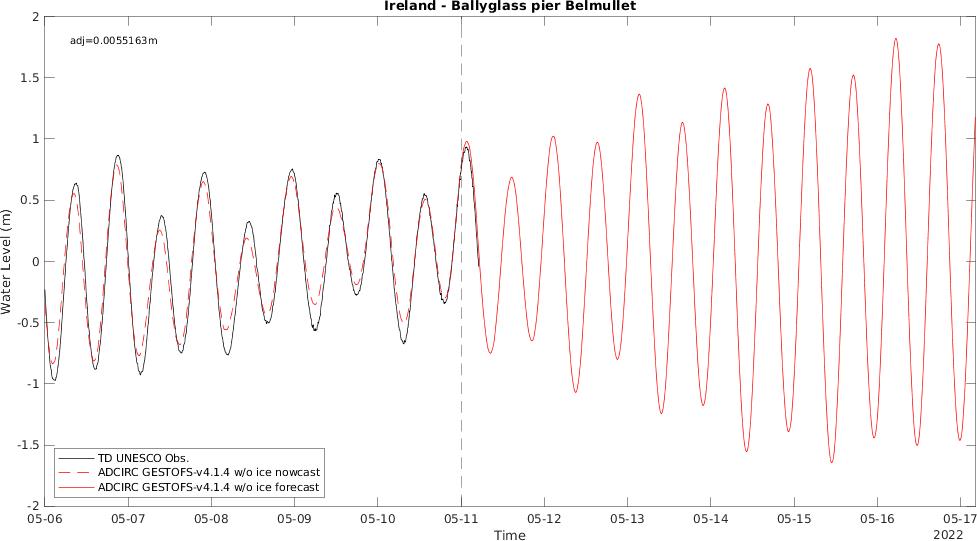 Ireland - Ballyglass pier Belmullet
adj=0.0055163m
2
1.5
1
0.5
0
-0.5
-1
-1.5
-2
Water Level (m)
TD UNESCO Obs.
ADCIRC GESTOFS-v4.1.4 w/o ice nowcast
ADCIRC GESTOFS-v4.1.4 w/o ice forecast
05-06 05-07 05-08 05-09 05-10 05-11 05-12 05-13 05-14 05-15 05-16 05-17
Time
2022